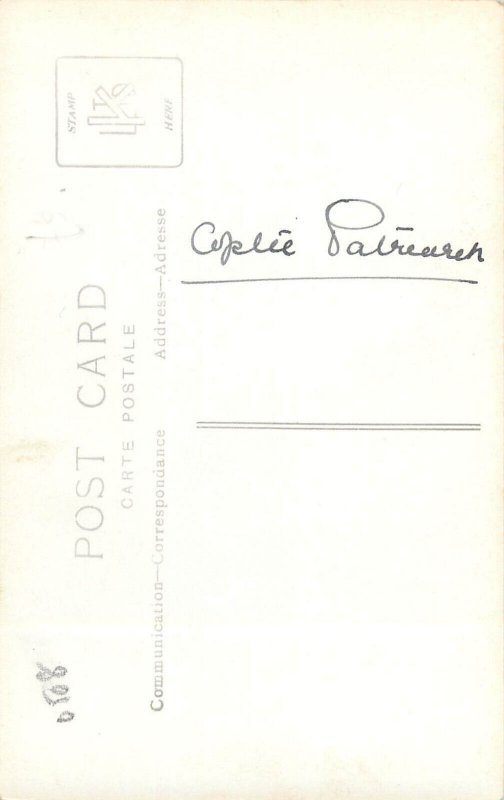 POST CARD
CARTE POSTALE
Communication—Correspondance
Address—Adresse
STAMP
HERE
Coptic Patriarch